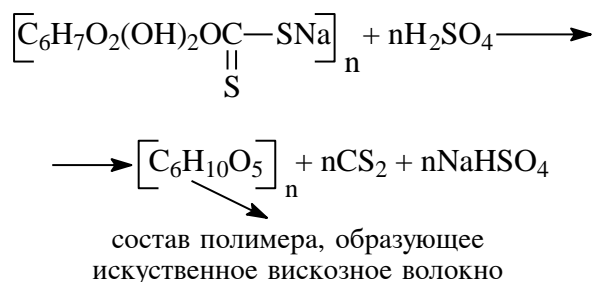 [C₆H₇O₂(OH)₂OC—SNa]ₙ + nH₂SO₄ ⟶
||
S
⟶ [C₆H₁₀O₅]ₙ + nCS₂ + nNaHSO₄
состав полимера, образующее
искуственное вискозное волокно